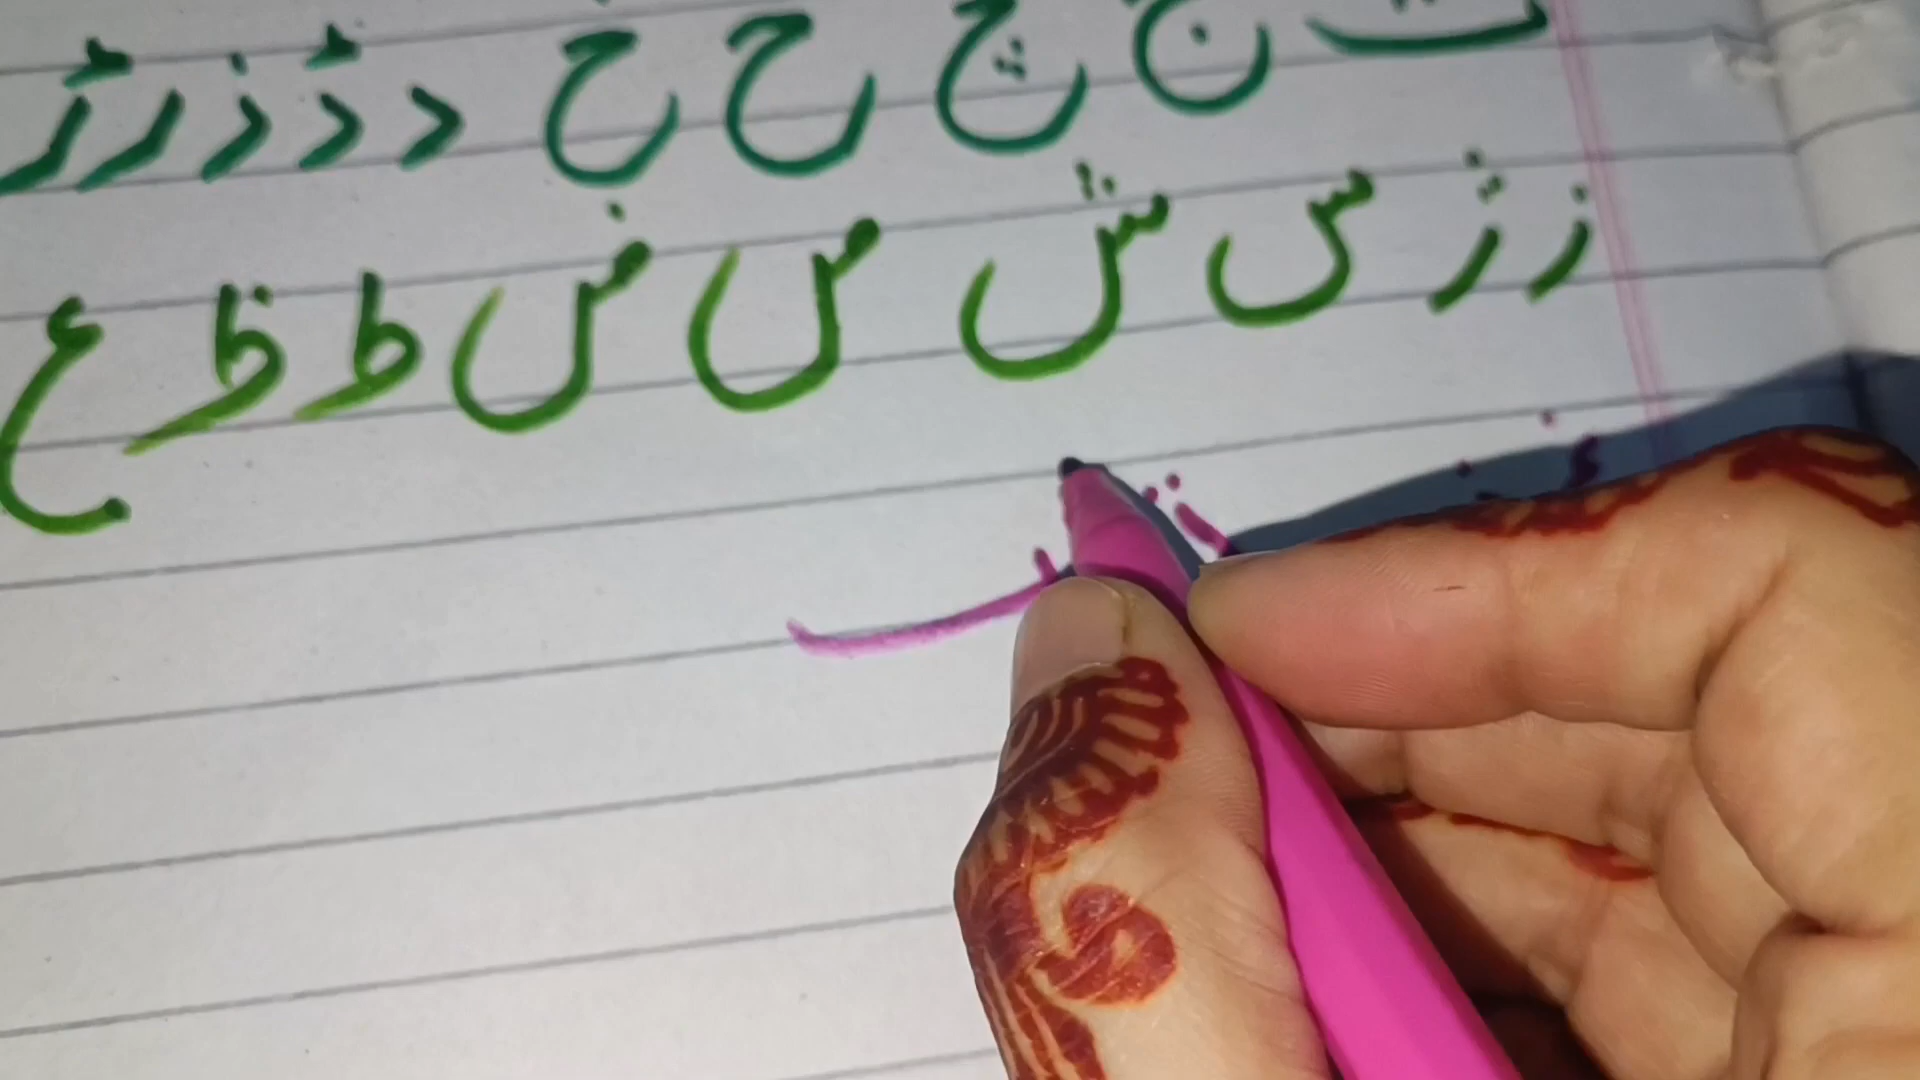 ج چ ح خ د ڈ ذ ر ڑ
ز ژ س ش ص ض ط ظ ع